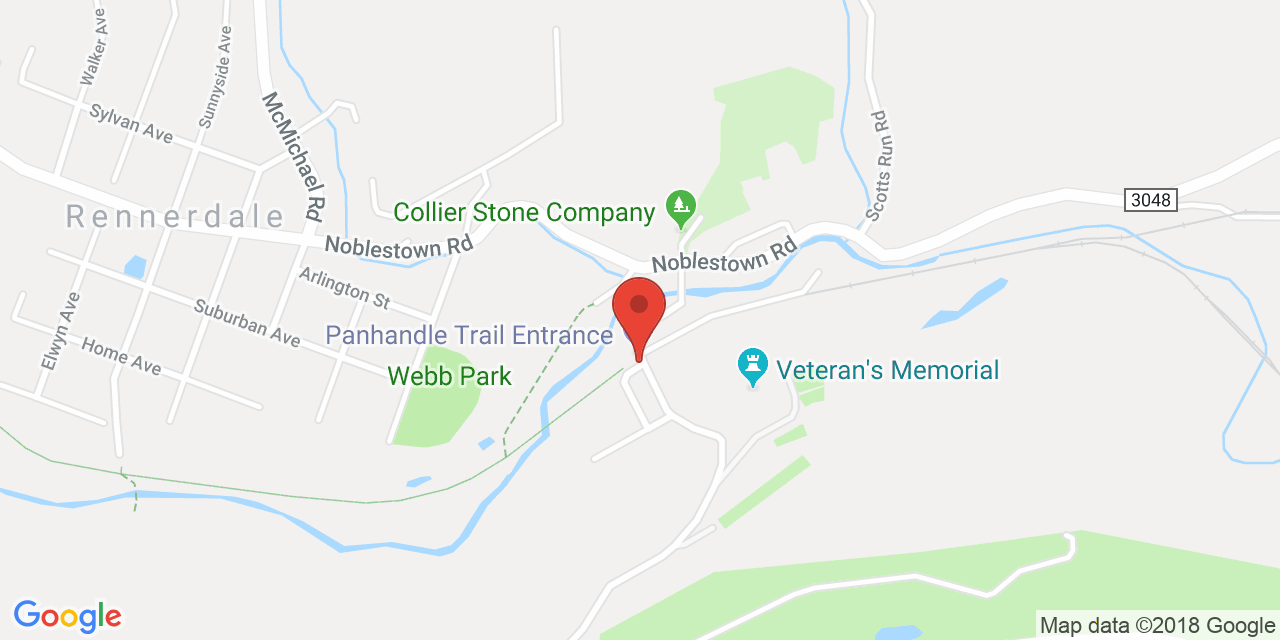 Walker Ave
Sunnyside Ave
Sylvan Ave
McMichael Rd
Scotts Run Rd
3048
Rennerdale
Collier Stone Company
Noblestown Rd
Noblestown Rd
Arlington St
Elwyn Ave
Suburban Ave
Panhandle Trail Entrance
Home Ave
Webb Park
Veteran's Memorial
Google
Map data ©2018 Google